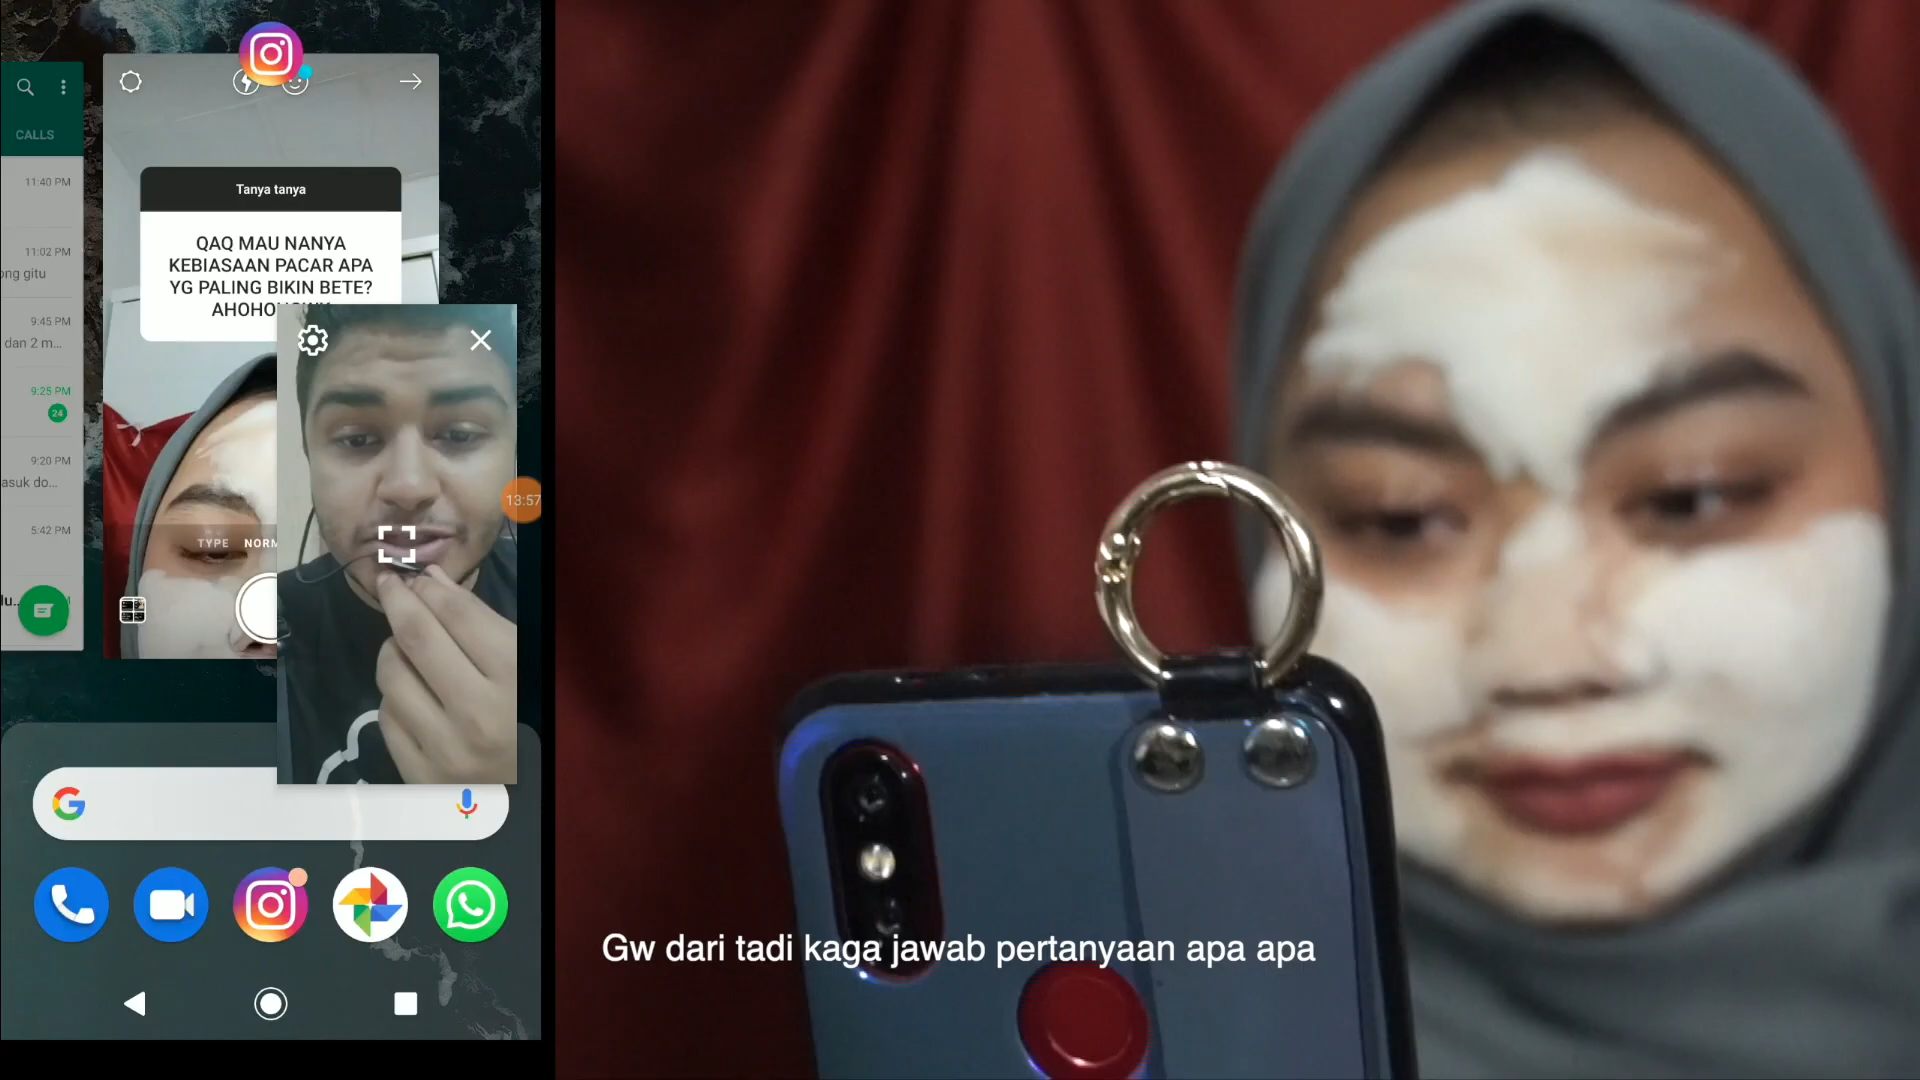 CALLS
11:40 PM
11:02 PM
ong gitu
9:45 PM
dan 2 m...
9:25 PM
24
9:20 PM
asuk do...
5:42 PM
lu...
Tanya tanya
QAQ MAU NANYA
KEBIASAAN PACAR APA
YG PALING BIKIN BETE?
TYPE NORM
13:57
Gw dari tadi kaga jawab pertanyaan apa apa